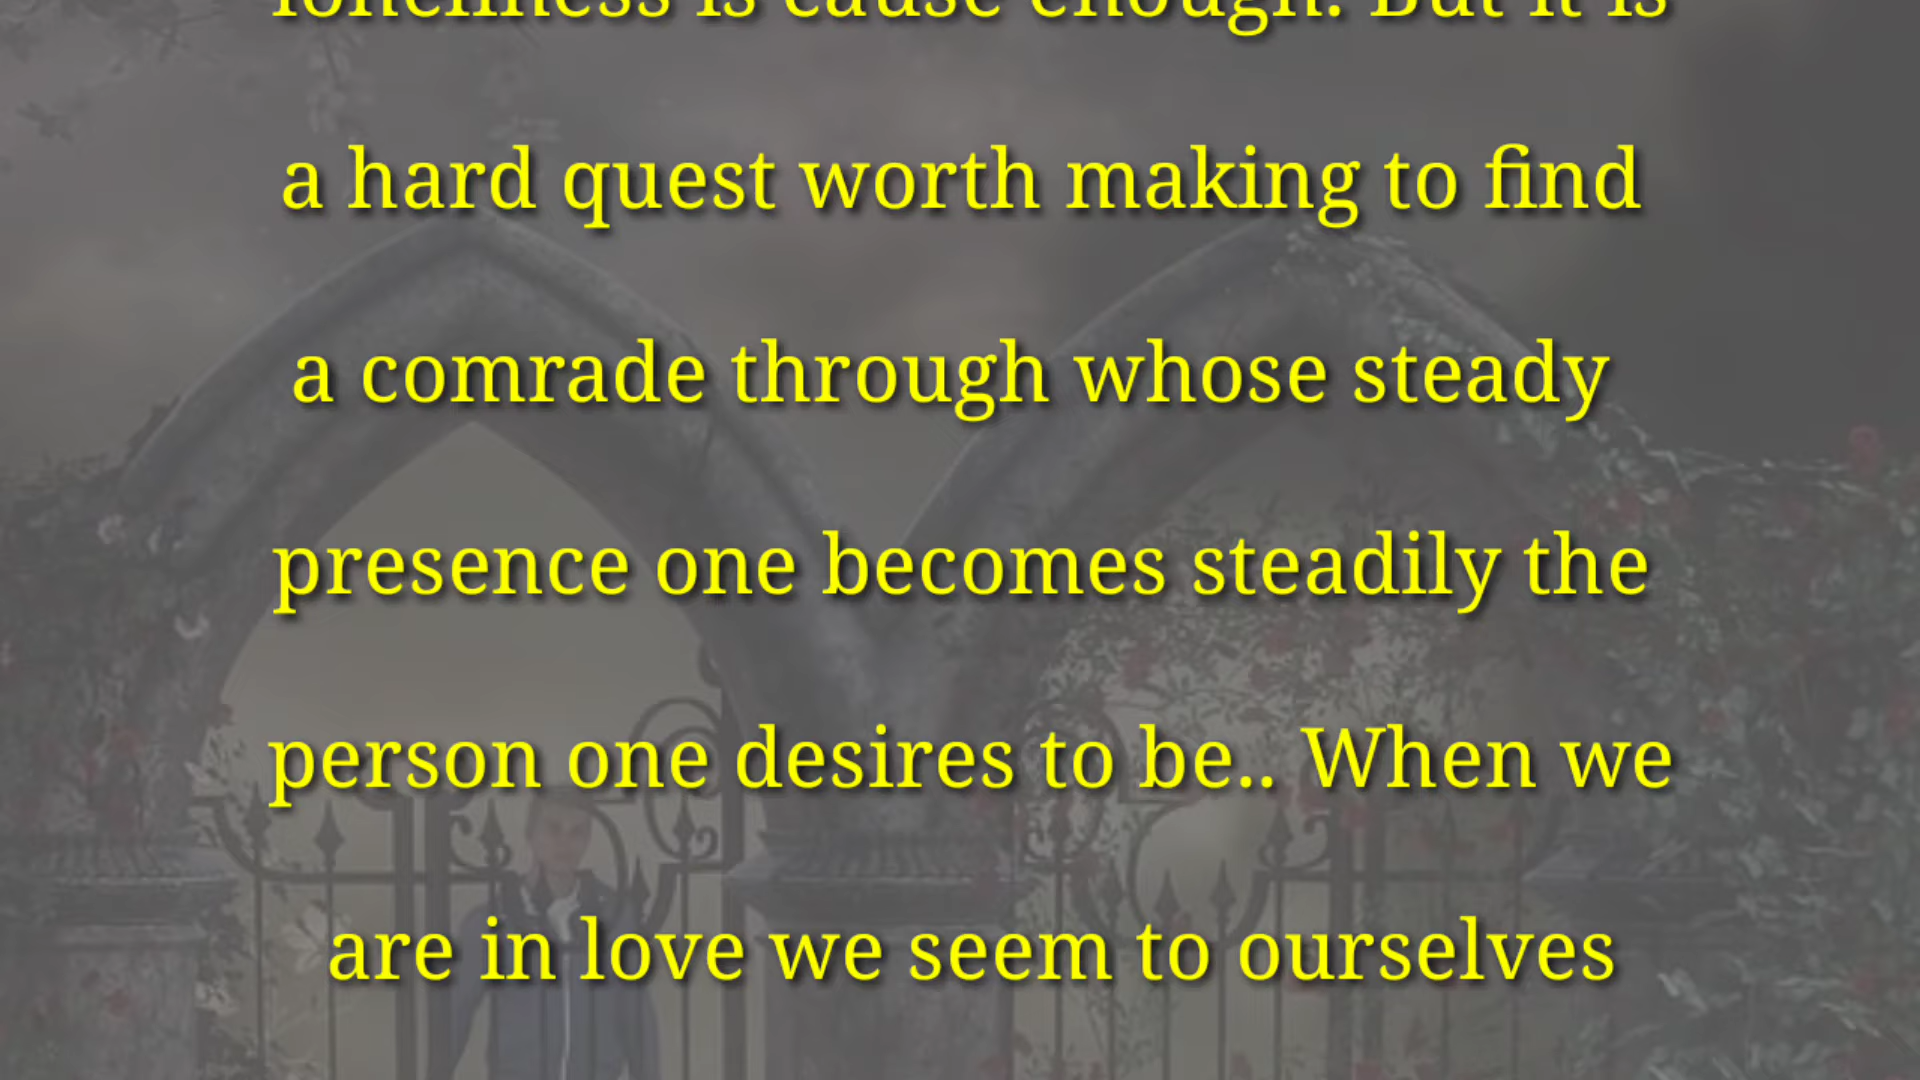 loneliness is cause enough. But it is
a hard quest worth making to find
a comrade through whose steady
presence one becomes steadily the
person one desires to be.. When we
are in love we seem to ourselves